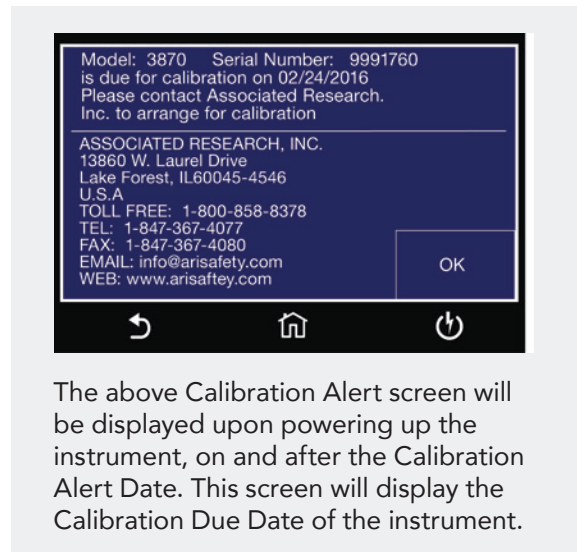 Model: 3870 Serial Number: 9991760
is due for calibration on 02/24/2016
Please contact Associated Research.
Inc. to arrange for calibration
ASSOCIATED RESEARCH, INC.
13860 W. Laurel Drive
Lake Forest, IL60045-4546
U.S.A
TOLL FREE: 1-800-858-8378
TEL: 1-847-367-4077
FAX: 1-847-367-4080
EMAIL: info@arisafety.com
WEB: www.arisaftey.com
OK
The above Calibration Alert screen will
be displayed upon powering up the
instrument, on and after the Calibration
Alert Date. This screen will display the
Calibration Due Date of the instrument.